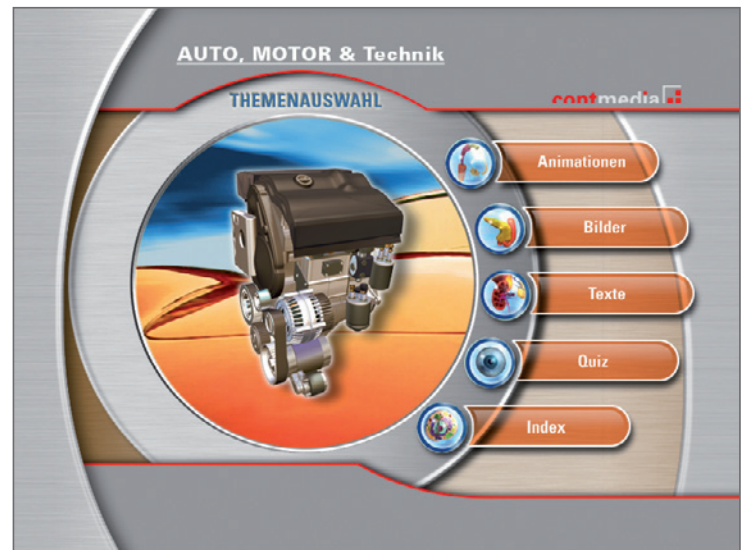 AUTO, MOTOR & Technik
THEMENAUSWAHL
contmedia
Animationen
Bilder
Texte
Quiz
Index